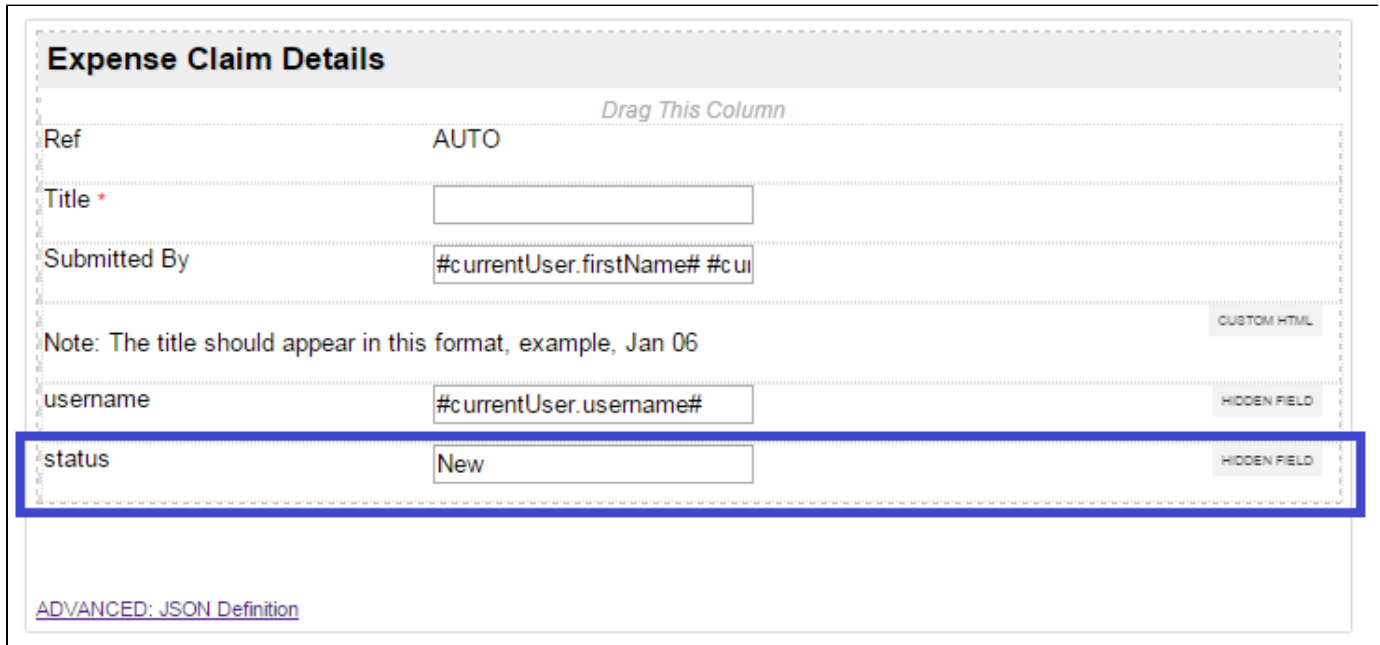 Expense Claim Details
Drag This Column
Ref AUTO
Title *
Submitted By #currentUser.firstName#
CUSTOM HTML
Note: The title should appear in this format, example, Jan 06
username #currentUser.username# HIDDEN FIELD
status New HIDDEN FIELD
ADVANCED: JSON Definition